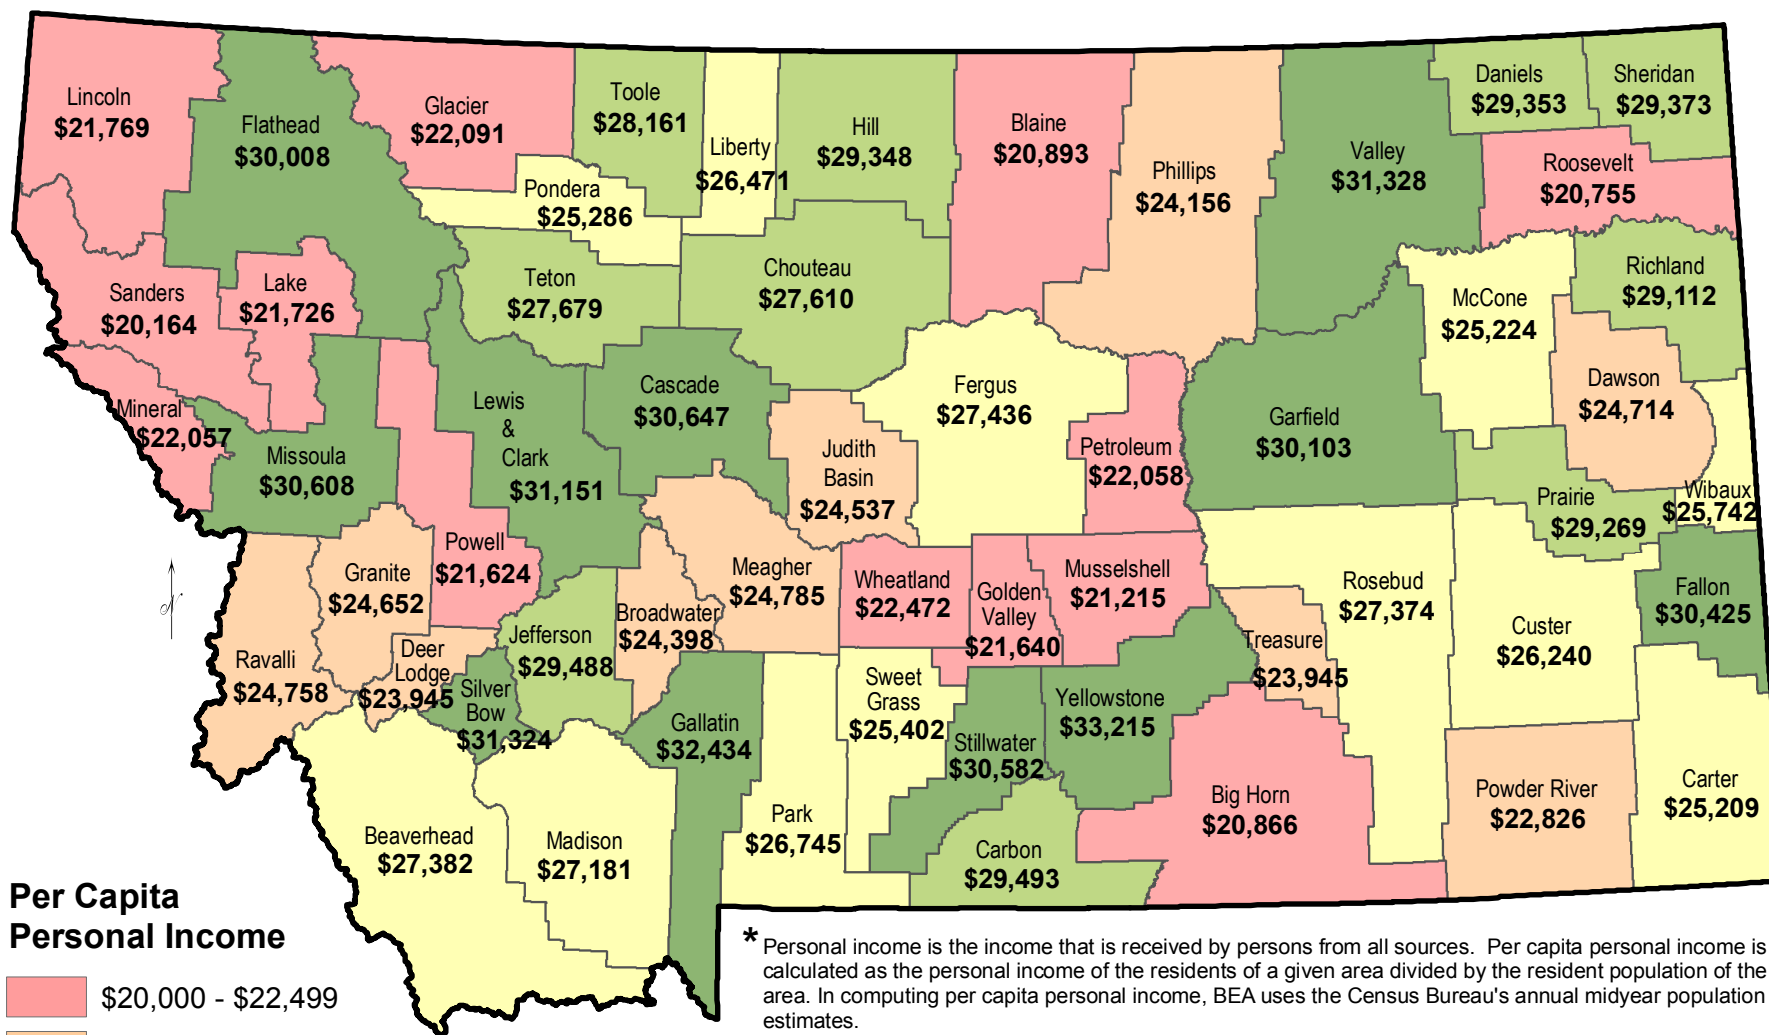 Lincoln
$21,769
Flathead
$30,008
Glacier
$22,091
Toole
$28,161
Liberty
$26,471
Hill
$29,348
Blaine
$20,893
Phillips
$24,156
Valley
$31,328
Daniels
$29,353
Sheridan
$29,373
Roosevelt
$20,755
Pondera
$25,286
Sanders
$20,164
Lake
$21,726
Teton
$27,679
Chouteau
$27,610
McCone
$25,224
Richland
$29,112
Mineral
$22,057
Missoula
$30,608
Lewis
&
Clark
$31,151
Cascade
$30,647
Judith
Basin
$24,537
Fergus
$27,436
Petroleum
$22,058
Garfield
$30,103
Dawson
$24,714
Prairie
$29,269
Wibaux
$25,742
N
Ravalli
$24,758
Granite
$24,652
Powell
$21,624
Deer
Lodge
$23,945
Silver
Bow
$31,324
Jefferson
$29,488
Broadwater
$24,398
Meagher
$24,785
Wheatland
$22,472
Golden
Valley
$21,640
Musselshell
$21,215
Treasure
$23,945
Rosebud
$27,374
Custer
$26,240
Fallon
$30,425
Beaverhead
$27,382
Madison
$27,181
Gallatin
$32,434
Park
$26,745
Sweet
Grass
$25,402
Stillwater
$30,582
Yellowstone
$33,215
Carbon
$29,493
Big Horn
$20,866
Powder River
$22,826
Carter
$25,209
Per Capita
Personal Income
$20,000 - $22,499
* Personal income is the income that is received by persons from all sources. Per capita personal income is
calculated as the personal income of the residents of a given area divided by the resident population of the
area. In computing per capita personal income, BEA uses the Census Bureau's annual midyear population
estimates.